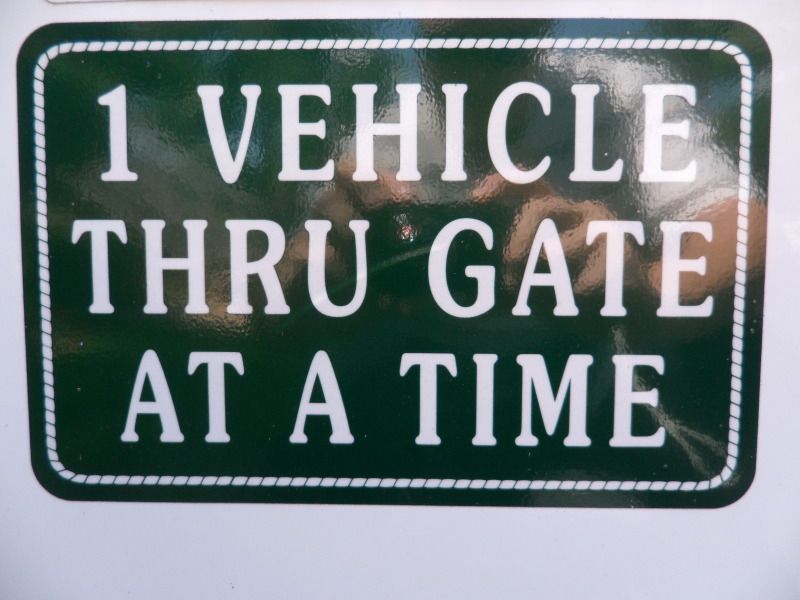 1 VEHICLE
THRU GATE
AT A TIME